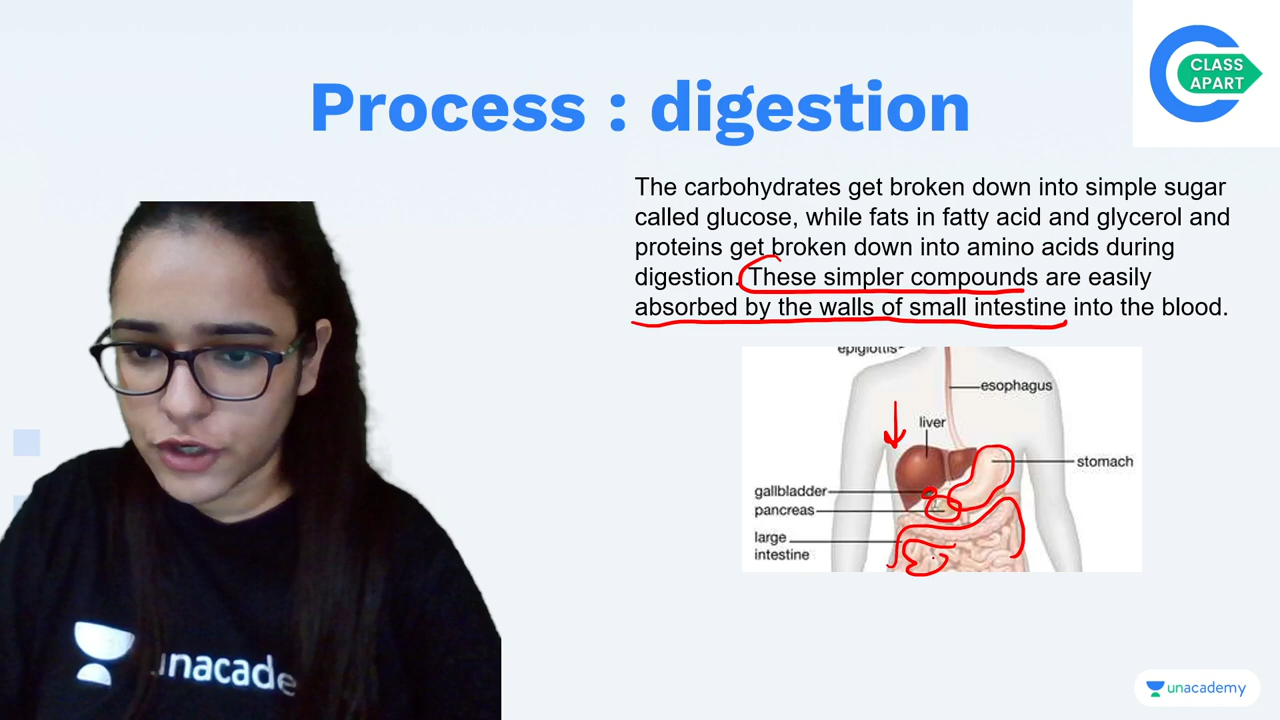 CLASS
APART
Process : digestion
The carbohydrates get broken down into simple sugar
called glucose, while fats in fatty acid and glycerol and
proteins get broken down into amino acids during
digestion. These simpler compounds are easily
absorbed by the walls of small intestine into the blood.
epiglottis
esophagus
liver
stomach
gallbladder
pancreas
large
intestine
unacade
unacademy